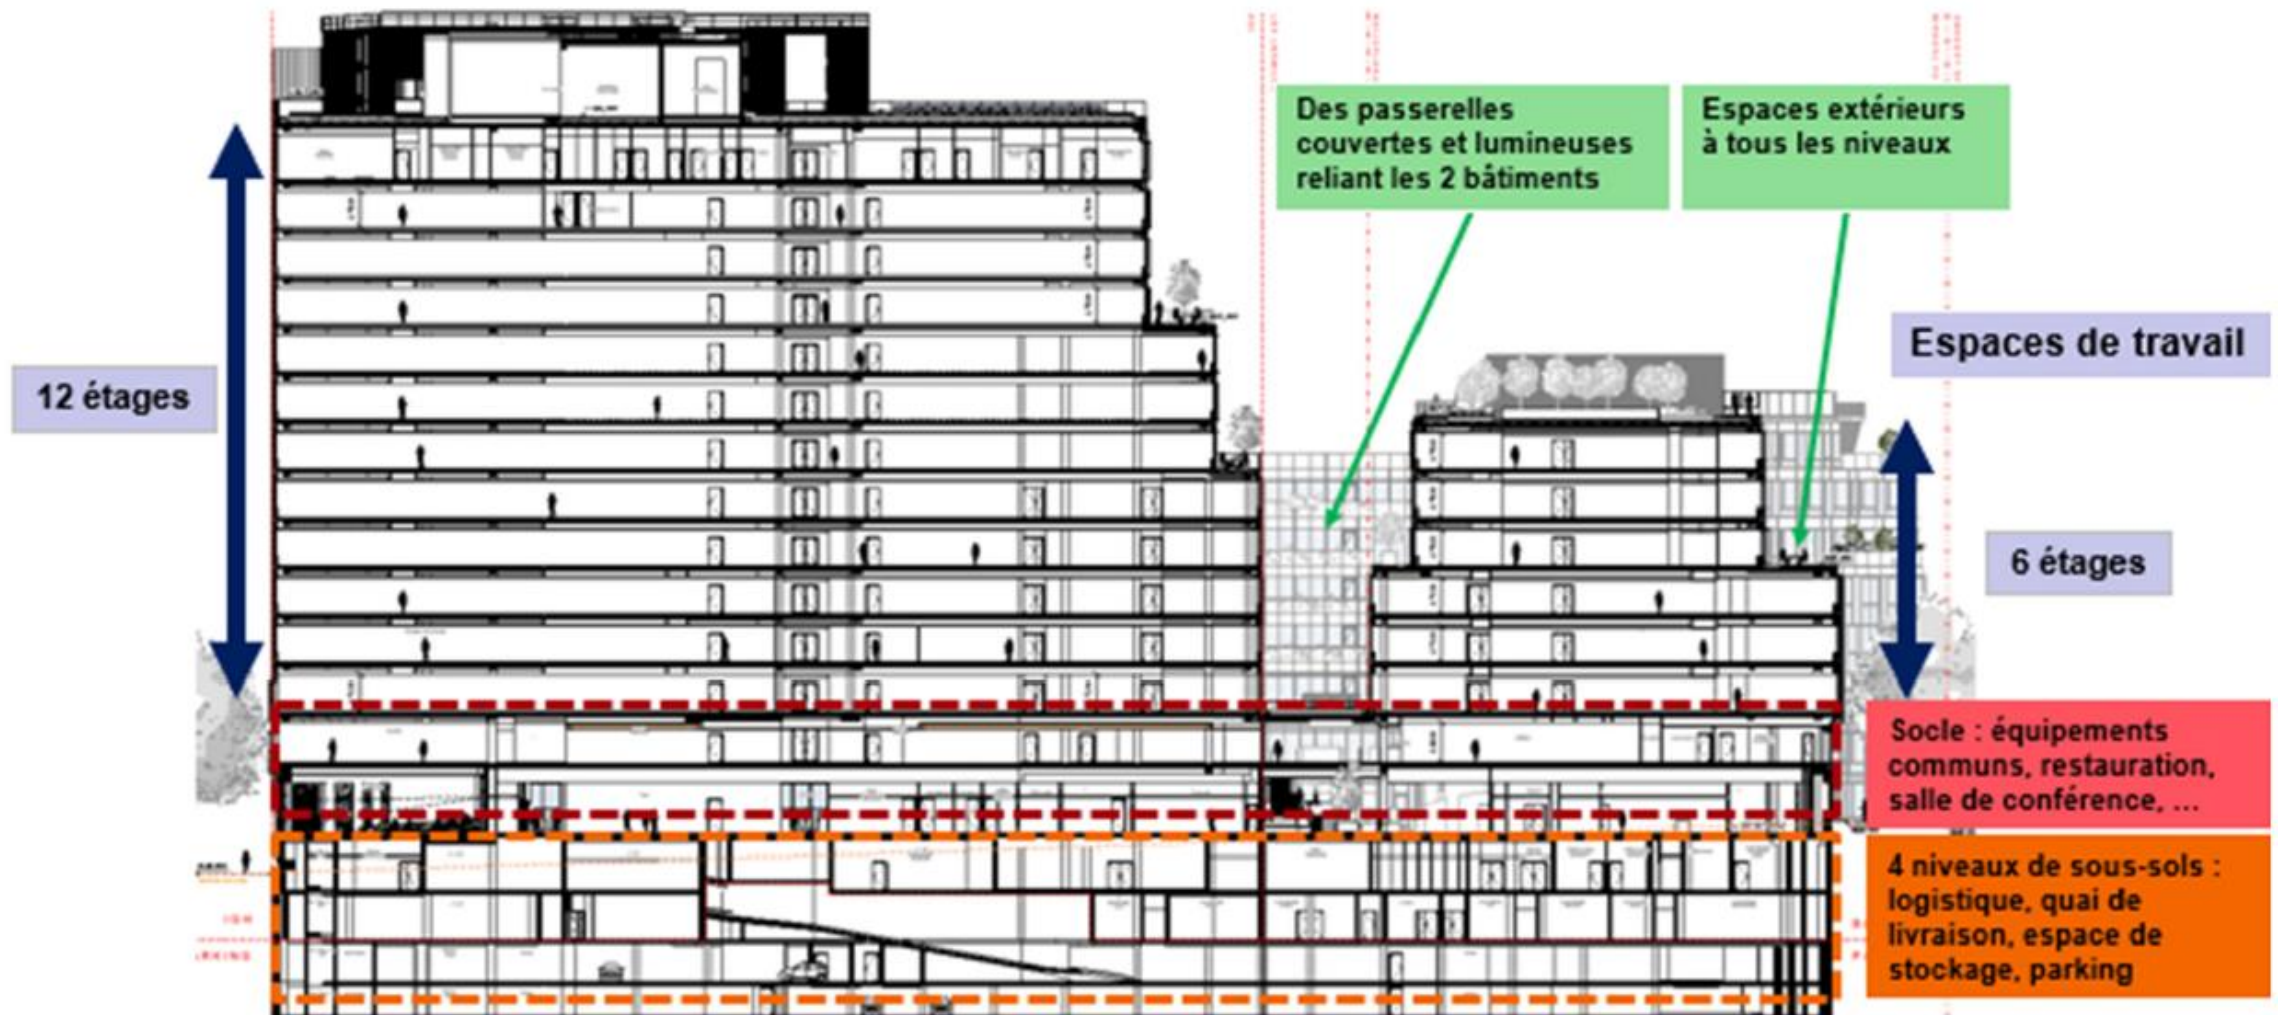 Des passerelles
couvertes et lumineuses
reliant les 2 bâtiments
Espaces extérieurs
à tous les niveaux
Espaces de travail
12 étages
6 étages
Socle : équipements
communs, restauration,
salle de conférence, ...
4 niveaux de sous-sols :
logistique, quai de
livraison, espace de
stockage, parking